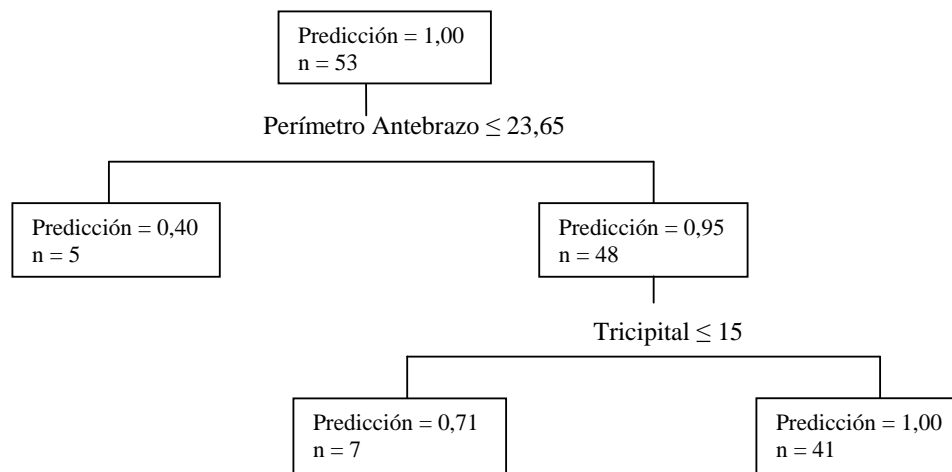 Predicción = 1,00
n = 53
Perímetro Antebrazo ≤ 23,65
Predicción = 0,40
n = 5
Predicción = 0,95
n = 48
Tricipital ≤ 15
Predicción = 0,71
n = 7
Predicción = 1,00
n = 41